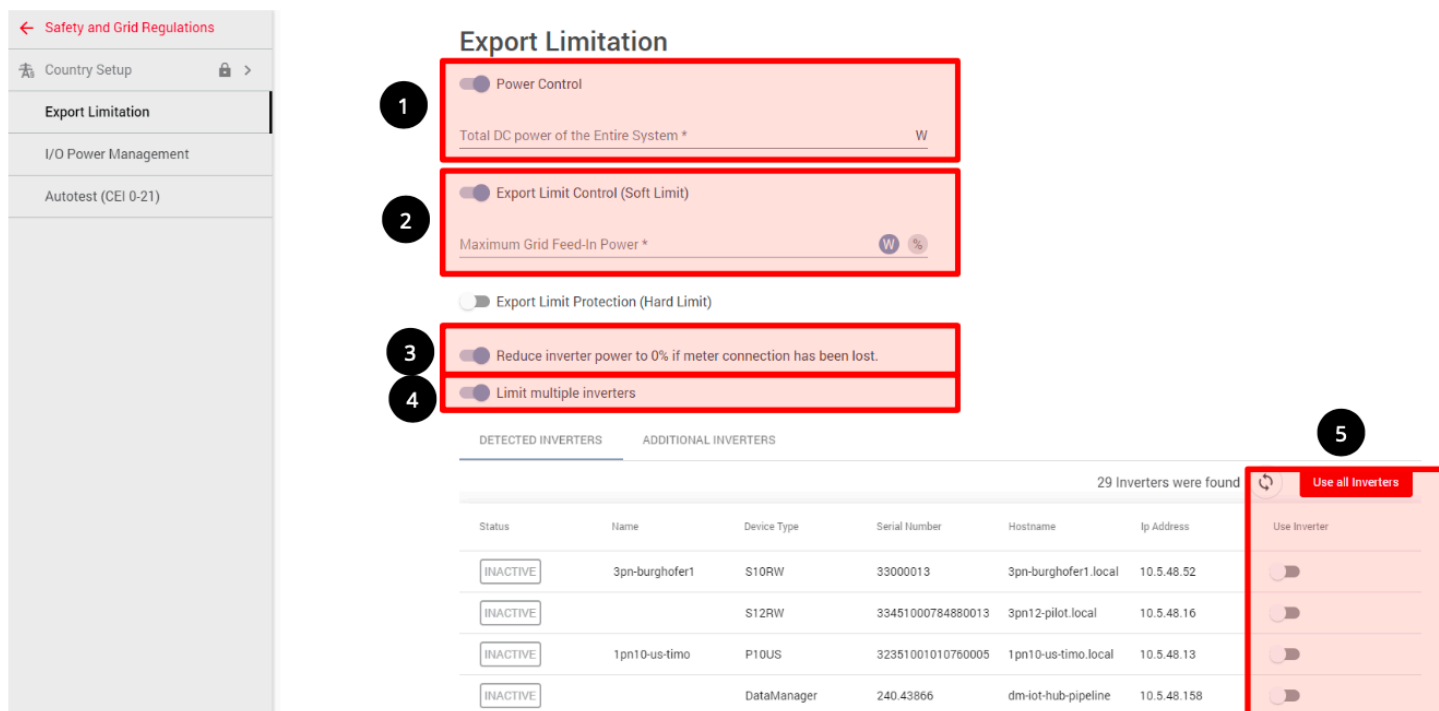 Safety and Grid Regulations
Country Setup
Export Limitation
I/O Power Management
Autotest (CEI 0-21)
Export Limitation
1
Power Control
Total DC power of the Entire System *
W
2
Export Limit Control (Soft Limit)
Maximum Grid Feed-In Power *
W %
Export Limit Protection (Hard Limit)
3
Reduce inverter power to 0% if meter connection has been lost.
4
Limit multiple inverters
DETECTED INVERTERS ADDITIONAL INVERTERS
5
29 Inverters were found Use all Inverters
Status Name Device Type Serial Number Hostname Ip Address Use Inverter
INACTIVE 3pn-burghofer1 S10RW 33000013 3pn-burghofer1.local 10.5.48.52
INACTIVE S12RW 33451000784880013 3pn12-pilot.local 10.5.48.16
INACTIVE 1pn10-us-timo P10US 32351001010760005 1pn10-us-timo.local 10.5.48.13
INACTIVE DataManager 240.43866 dm-iot-hub-pipeline 10.5.48.158